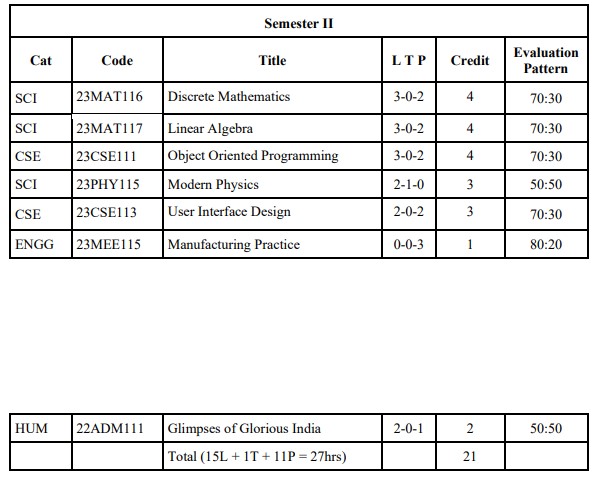 Semester II
Cat Code Title L T P Credit Evaluation Pattern
SCI 23MAT116 Discrete Mathematics 3-0-2 4 70:30
SCI 23MAT117 Linear Algebra 3-0-2 4 70:30
CSE 23CSE111 Object Oriented Programming 3-0-2 4 70:30
SCI 23PHY115 Modern Physics 2-1-0 3 50:50
CSE 23CSE113 User Interface Design 2-0-2 3 70:30
ENGG 23MEE115 Manufacturing Practice 0-0-3 1 80:20
HUM 22ADM111 Glimpses of Glorious India 2-0-1 2 50:50
Total (15L + 1T + 11P = 27hrs) 21